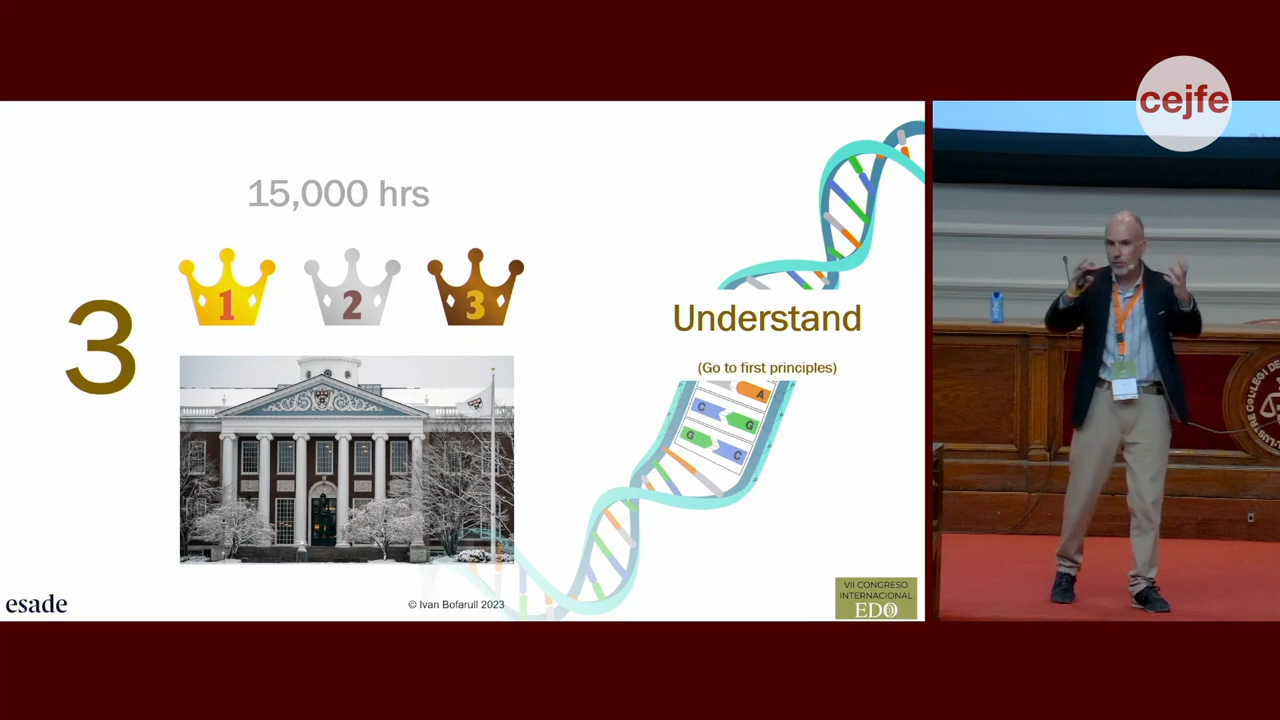 cejfe
15,000 hrs
1 2 3
3
Understand
(Go to first principles)
A
C G
G C
esade
© Ivan Bofarull 2023
VII CONGRESO
INTERNACIONAL
EDO